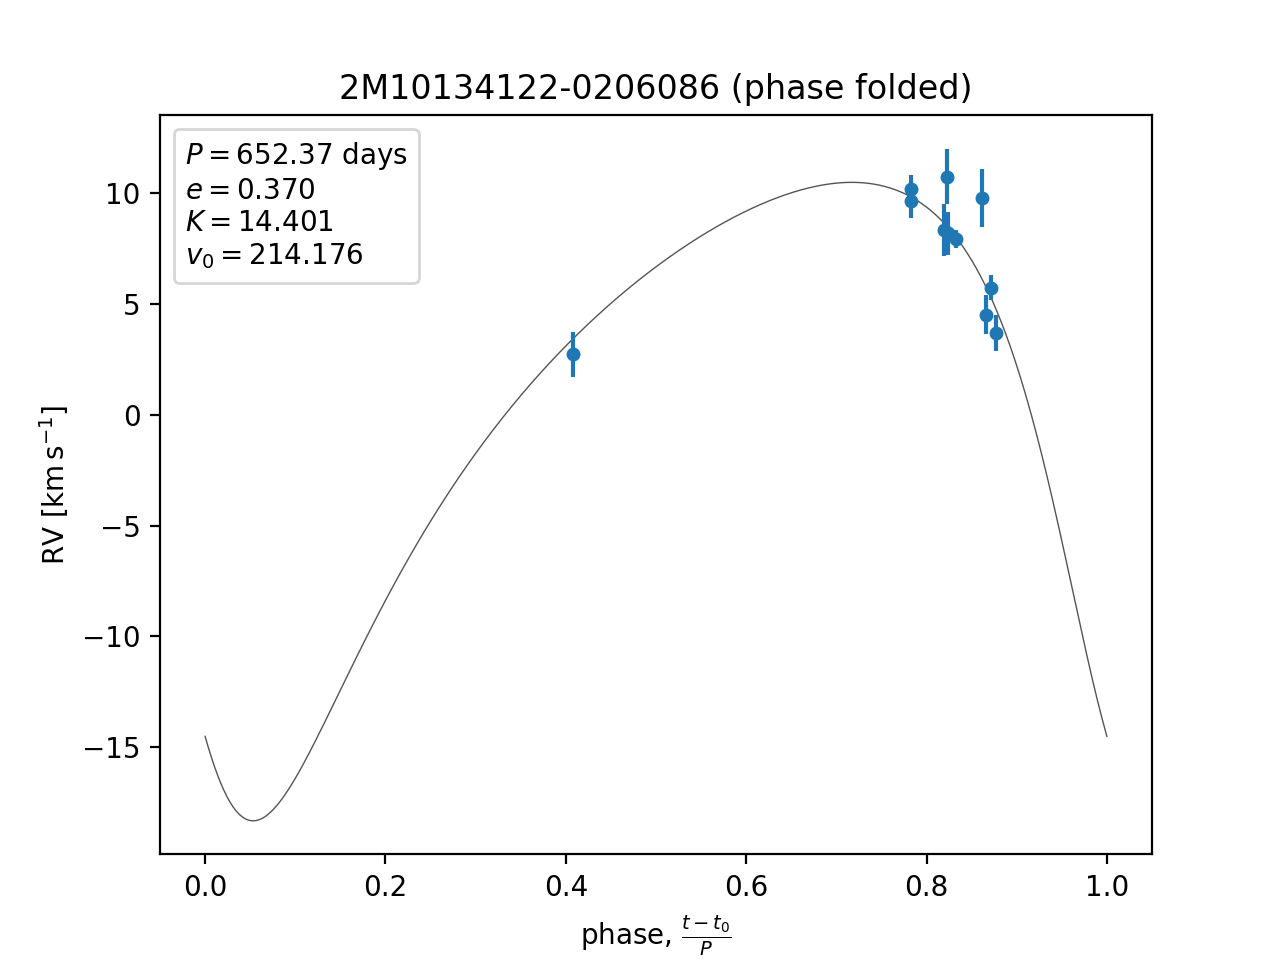 2M10134122-0206086 (phase folded)
P = 652.37 days
e = 0.370
K = 14.401
v₀ = 214.176
10
5
0
−5
−10
−15
RV [km s⁻¹]
0.0 0.2 0.4 0.6 0.8 1.0
phase, (t − t₀)/P